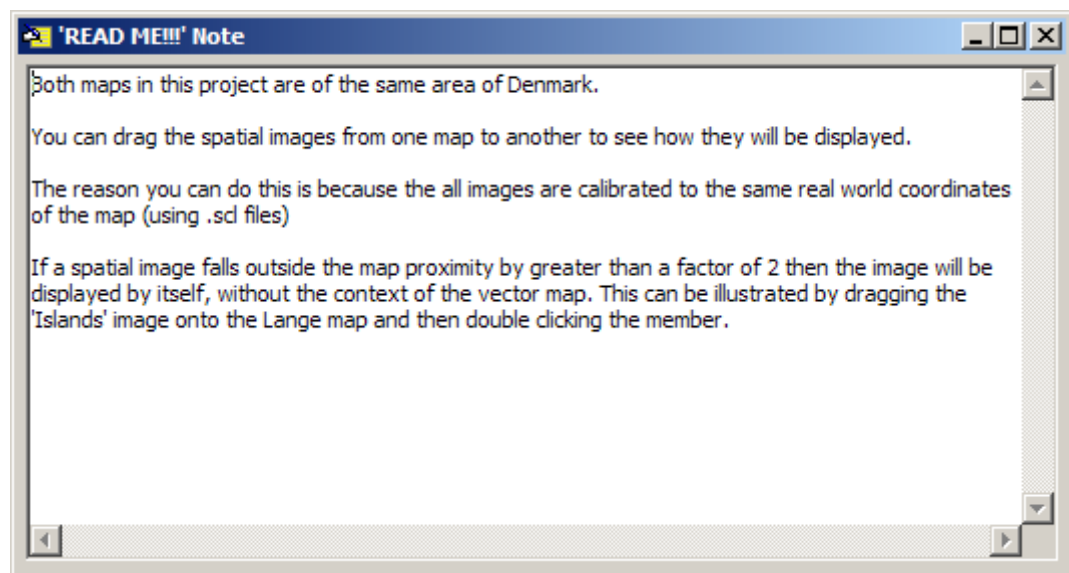 'READ ME!!!' Note
Both maps in this project are of the same area of Denmark.
You can drag the spatial images from one map to another to see how they will be displayed.
The reason you can do this is because the all images are calibrated to the same real world coordinates
of the map (using .scl files)
If a spatial image falls outside the map proximity by greater than a factor of 2 then the image will be
displayed by itself, without the context of the vector map. This can be illustrated by dragging the
'Islands' image onto the Lange map and then double clicking the member.